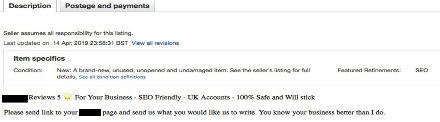 Description Postage and payments
Seller assumes all responsibility for this listing.
Last updated on 14 Apr, 2019 23:58:31 BST View all revisions
Item specifics
Condition: New: A brand-new, unused, unopened and undamaged item. See the seller's listing for full details. See all condition definitions Featured Refinements: SEO
Reviews 5 ⭐ For Your Business - SEO Friendly - UK Accounts - 100% Safe and Will stick
Please send link to your page and send us what you would like us to write. You know your business better than I do.